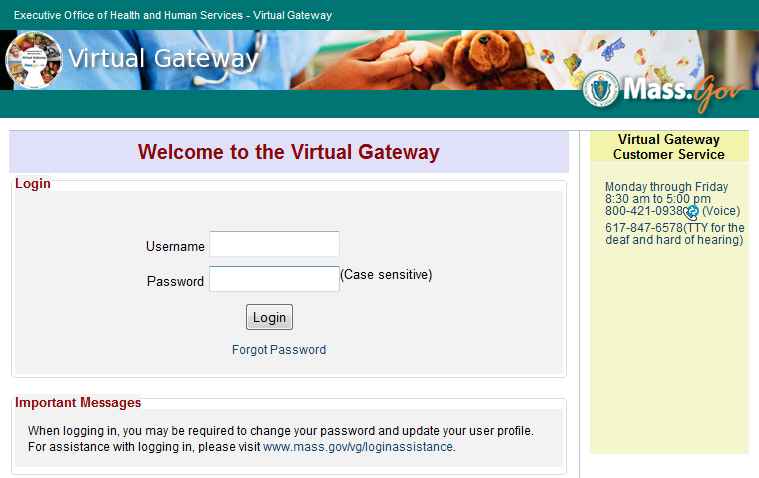 Executive Office of Health and Human Services - Virtual Gateway
Virtual Gateway
Mass.Gov
Welcome to the Virtual Gateway
Login
Username
Password
(Case sensitive)
Login
Forgot Password
Important Messages
When logging in, you may be required to change your password and update your user profile.
For assistance with logging in, please visit www.mass.gov/vg/loginassistance.
Virtual Gateway
Customer Service
Monday through Friday
8:30 am to 5:00 pm
800-421-0938 (Voice)
617-847-6578(TTY for the
deaf and hard of hearing)